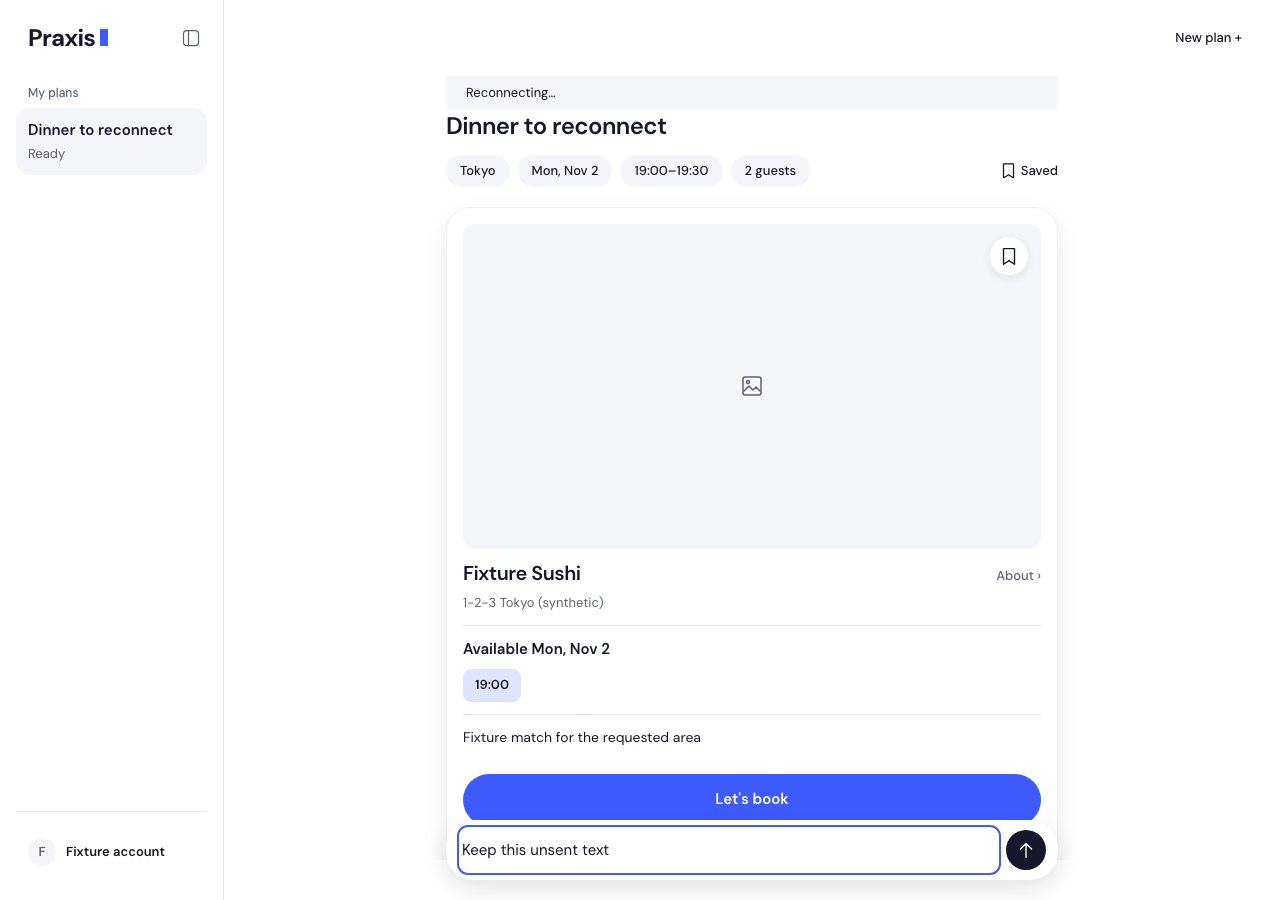 Praxis
New plan +
My plans
Dinner to reconnect
Ready
Reconnecting…
Dinner to reconnect
Tokyo
Mon, Nov 2
19:00–19:30
2 guests
Saved
Fixture Sushi
About ›
1-2-3 Tokyo (synthetic)
Available Mon, Nov 2
19:00
Fixture match for the requested area
Let's book
Keep this unsent text
F
Fixture account